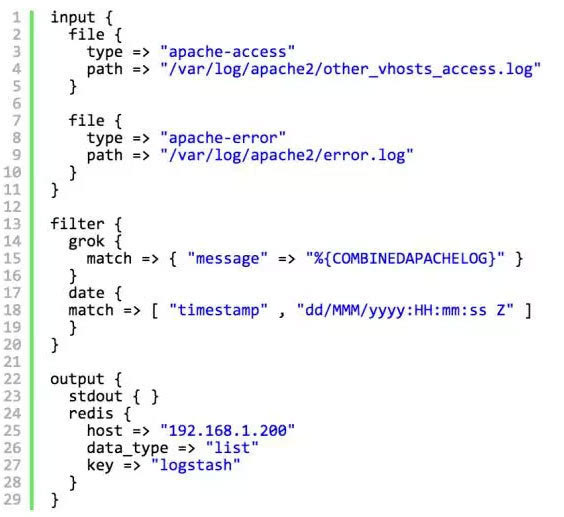 1 input {
2   file {
3     type => "apache-access"
4     path => "/var/log/apache2/other_vhosts_access.log"
5   }
6
7   file {
8     type => "apache-error"
9     path => "/var/log/apache2/error.log"
10   }
11 }
12
13 filter {
14   grok {
15     match => { "message" => "%{COMBINEDAPACHELOG}" }
16   }
17   date {
18   match => [ "timestamp" , "dd/MMM/yyyy:HH:mm:ss Z" ]
19   }
20 }
21
22 output {
23   stdout { }
24   redis {
25     host => "192.168.1.200"
26     data_type => "list"
27     key => "logstash"
28   }
29 }